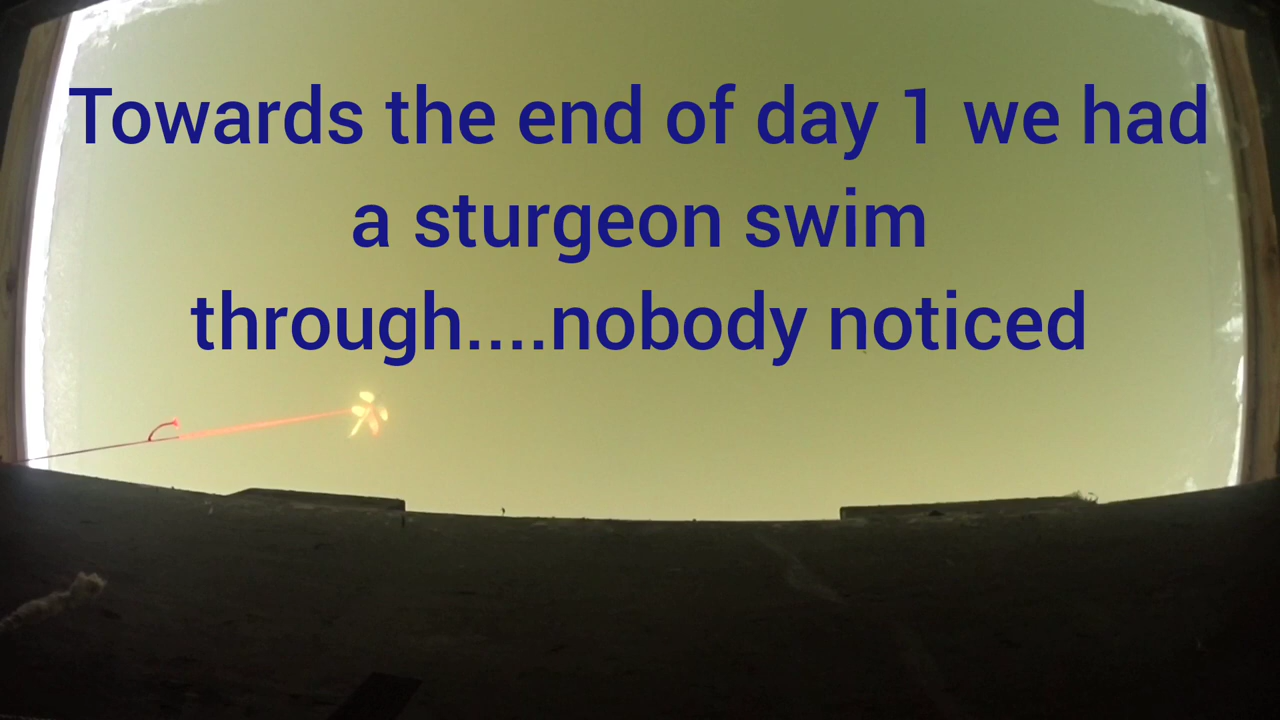 Towards the end of day 1 we had
a sturgeon swim
through....nobody noticed